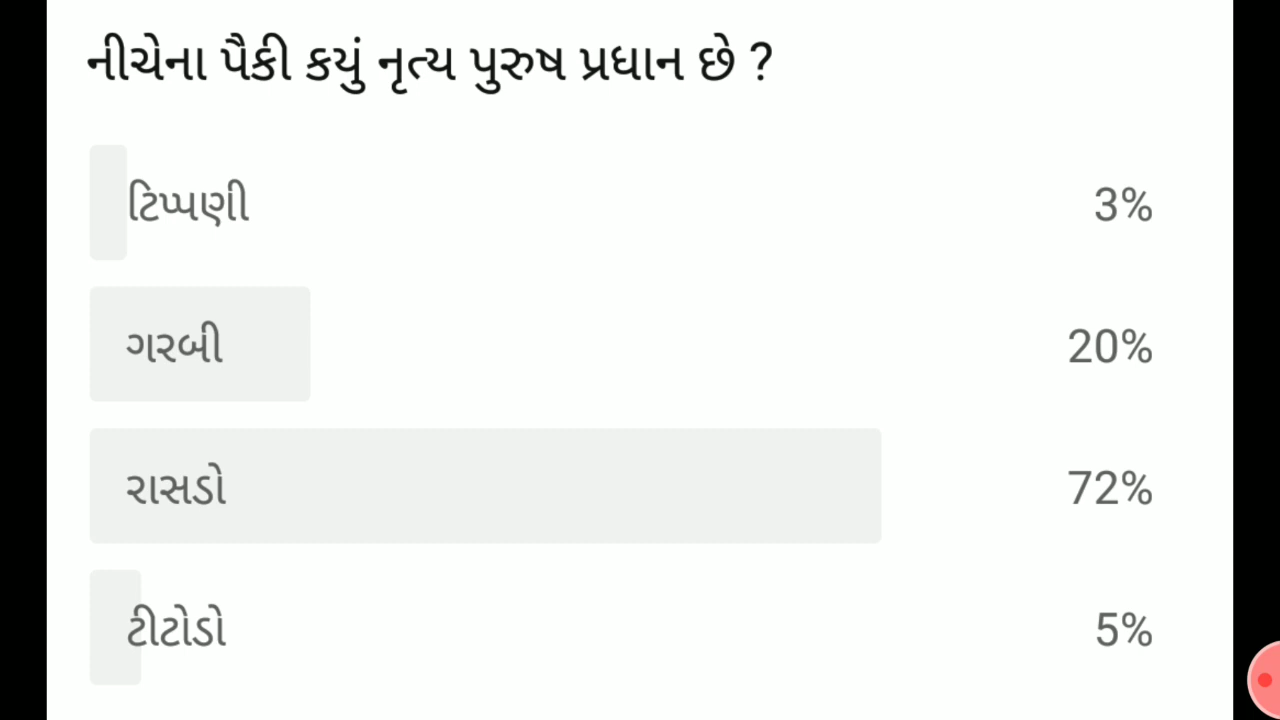 નીચેના પૈકી કયું નૃત્ય પુરુષ પ્રધાન છે ?
ટિપ્પણી 3%
ગરબી 20%
રાસડો 72%
ટીટોડો 5%